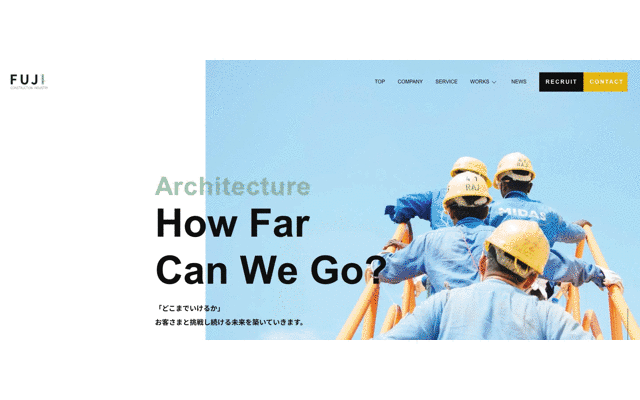 FUJI
CONSTRUCTION INDUSTRY
TOP COMPANY SERVICE WORKS NEWS RECRUIT CONTACT
Architecture
How Far
Can We Go?
「どこまでいけるか」
お客さまと挑戦し続ける未来を築いていきます。
RAJ
RAJ
MIDAS